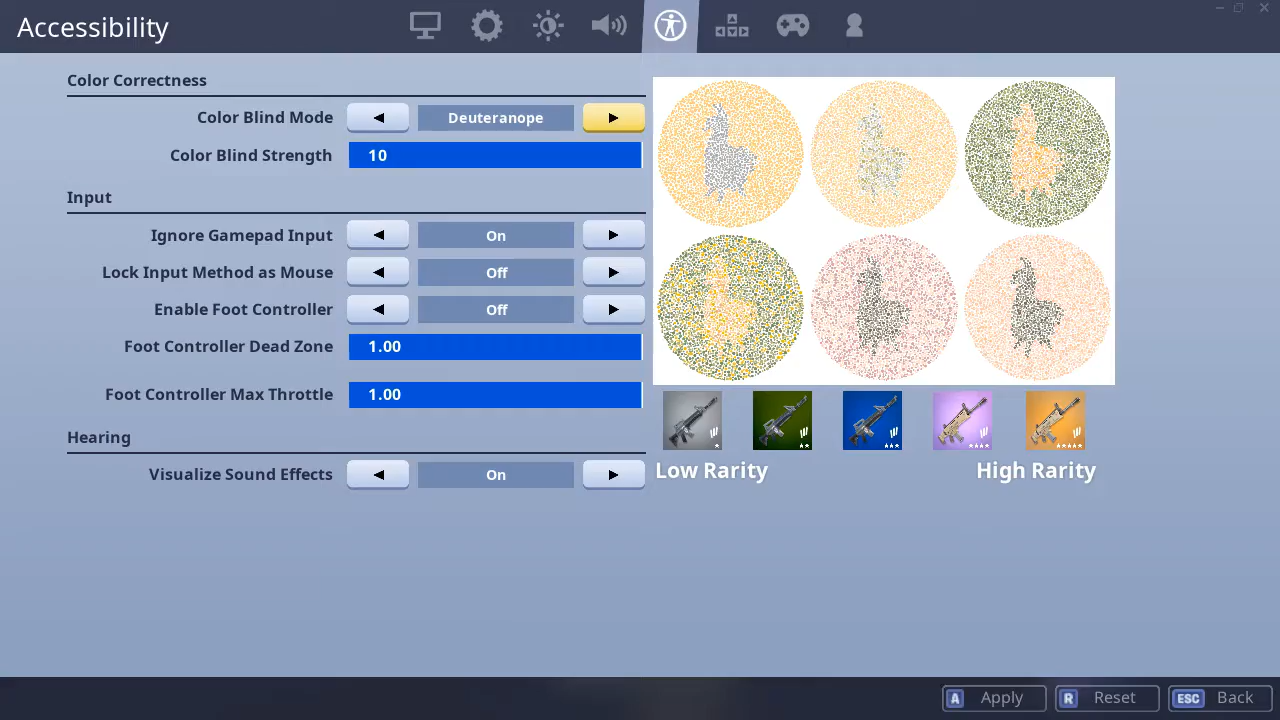 Accessibility
Color Correctness
Color Blind Mode Deuteranope
Color Blind Strength 10
Input
Ignore Gamepad Input On
Lock Input Method as Mouse Off
Enable Foot Controller Off
Foot Controller Dead Zone 1.00
Foot Controller Max Throttle 1.00
Hearing
Visualize Sound Effects On
Low Rarity High Rarity
A Apply R Reset ESC Back